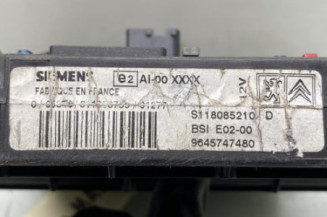 SIEMENS e2 AI-00 XXXX
FABRIQUE EN FRANCE
12V
S118085210 D
BSI E02-00
9645747480